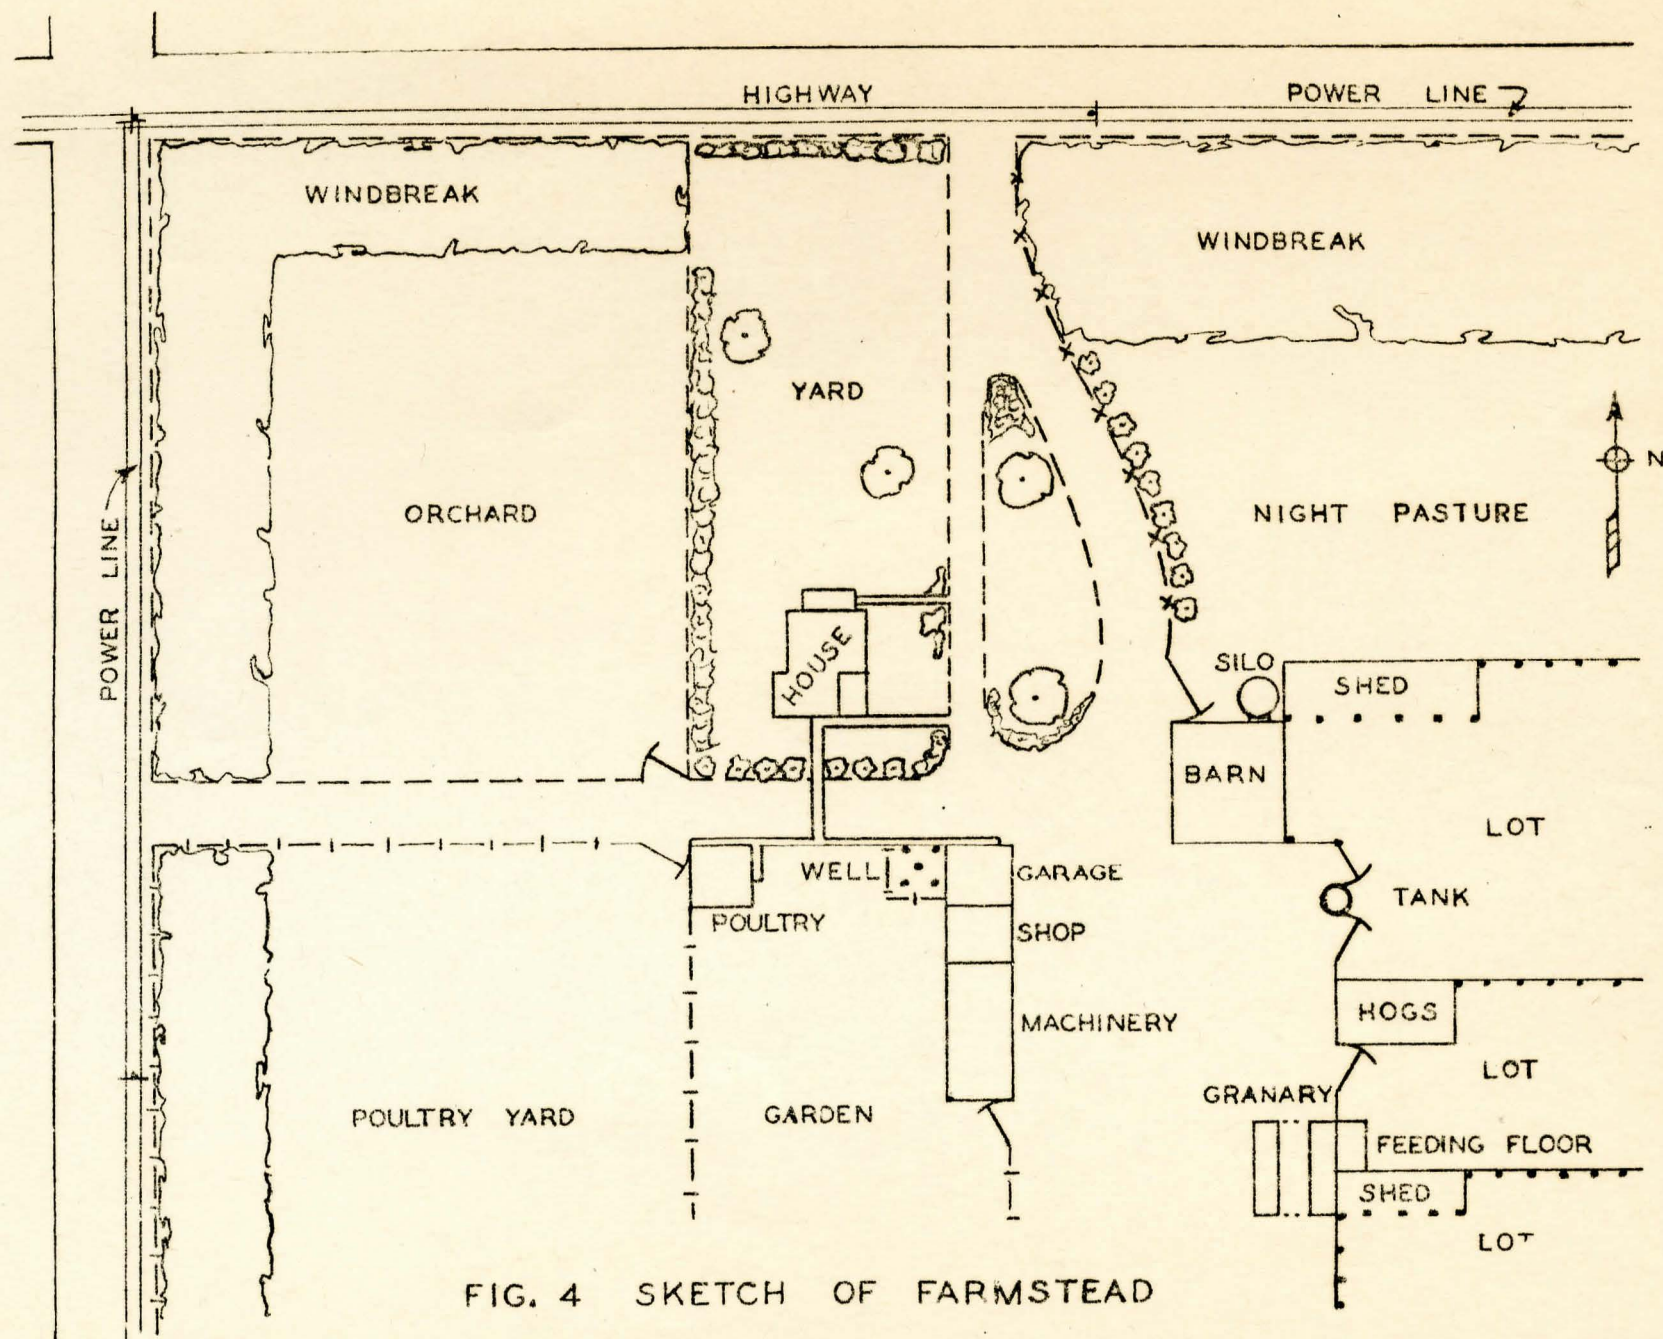 HIGHWAY
POWER LINE
WINDBREAK
WINDBREAK
YARD
ORCHARD
NIGHT PASTURE
N
POWER LINE
HOUSE
SILO
SHED
BARN
LOT
WELL
GARAGE
TANK
POULTRY
SHOP
HOGS
MACHINERY
LOT
GRANARY
POULTRY YARD
GARDEN
FEEDING FLOOR
SHED
LOT
FIG. 4 SKETCH OF FARMSTEAD